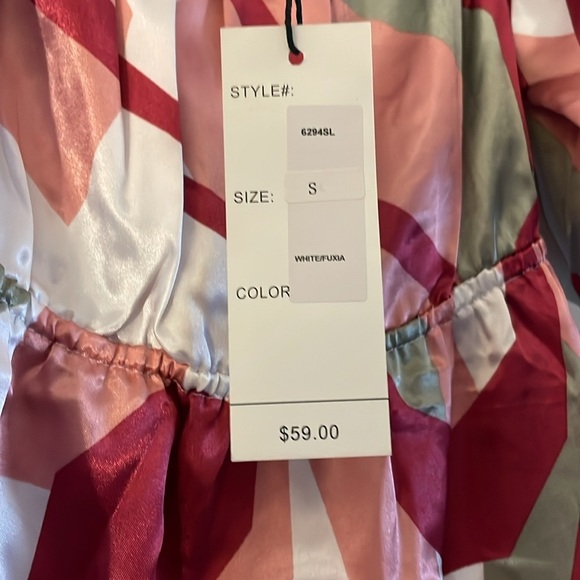 STYLE#:
6294SL
SIZE: S
WHITE/FUXIA
COLOR
$59.00